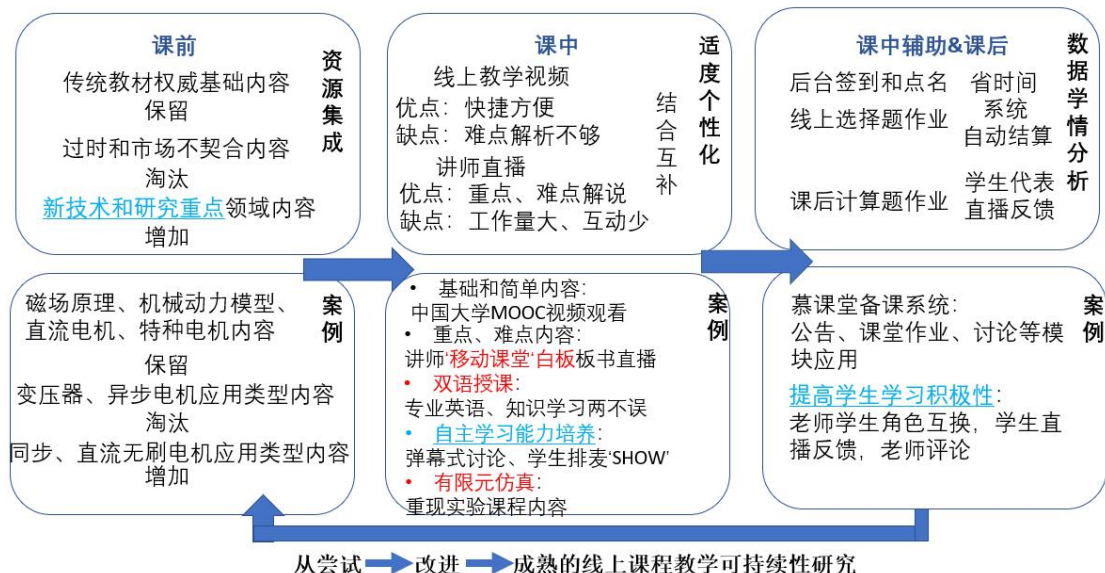 课前
资源集成
传统教材权威基础内容
保留
过时和市场不契合内容
淘汰
新技术和研究重点领域内容
增加
课中
适度个性化
线上教学视频
优点：快捷方便
缺点：难点解析不够
讲师直播
优点：重点、难点解说
缺点：工作量大、互动少
结合互补
课中辅助&课后
数据学情分析
后台签到和点名
省时间
线上选择题作业
系统
自动结算
课后计算题作业
学生代表
直播反馈
磁场原理、机械动力模型、
直流电机、特种电机内容
保留
变压器、异步电机应用类型内容
淘汰
同步、直流无刷电机应用类型内容
增加
案例
• 基础和简单内容：
中国大学MOOC视频观看
• 重点、难点内容：
讲师‘移动课堂’白板板书直播
• 双语授课：
专业英语、知识学习两不误
• 自主学习能力培养：
弹幕式讨论、学生排麦‘SHOW’
• 有限元仿真：
重现实验课程内容
案例
慕课堂备课系统：
公告、课堂作业、讨论等模
块应用
提高学生学习积极性：
老师学生角色互换，学生直
播反馈，老师评论
案例
从尝试 改进 成熟的线上课程教学可持续性研究